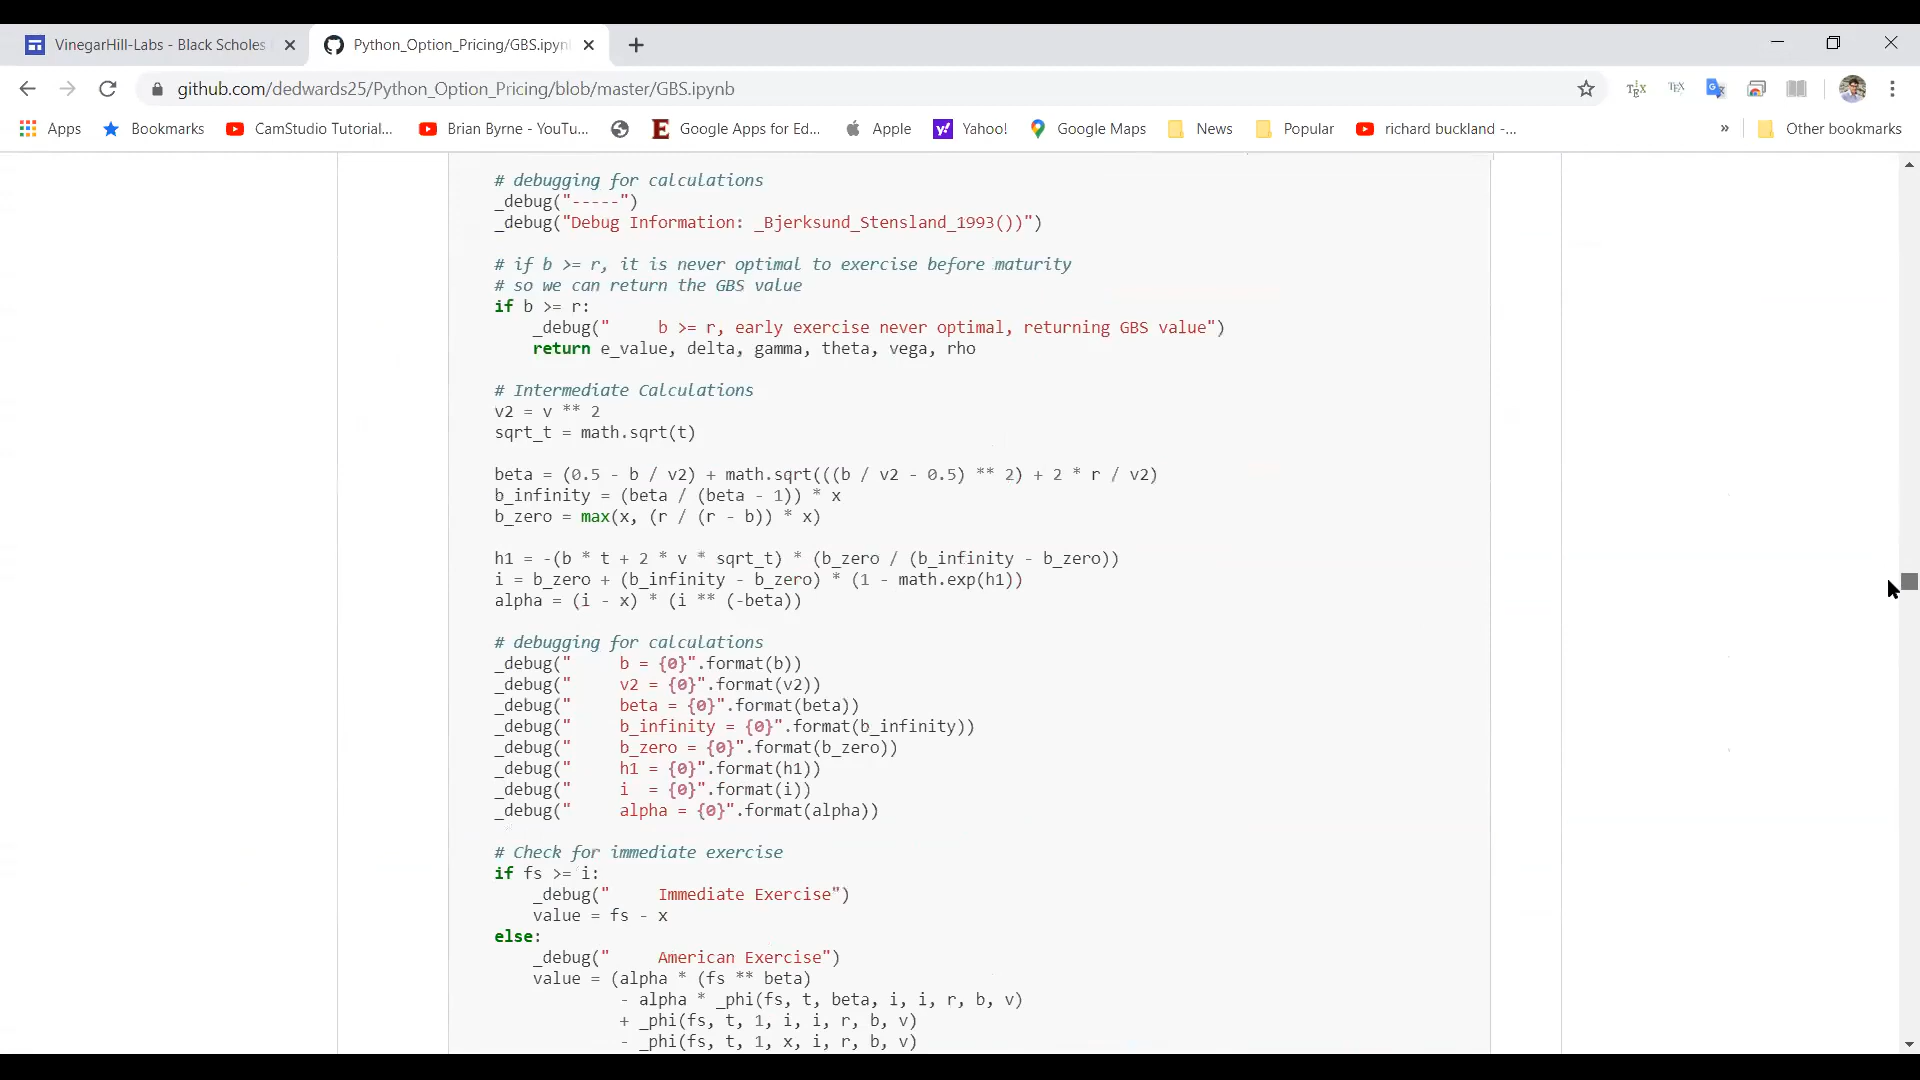 VinegarHill-Labs - Black Scholes
Python_Option_Pricing/GBS.ipyn
github.com/dedwards25/Python_Option_Pricing/blob/master/GBS.ipynb
Apps Bookmarks CamStudio Tutorial... Brian Byrne - YouTu... Google Apps for Ed... Apple Yahoo! Google Maps News Popular richard buckland -... » Other bookmarks
# debugging for calculations
_debug("-----")
_debug("Debug Information: _Bjerksund_Stensland_1993())")
# if b >= r, it is never optimal to exercise before maturity
# so we can return the GBS value
if b >= r:
_debug("     b >= r, early exercise never optimal, returning GBS value")
return e_value, delta, gamma, theta, vega, rho
# Intermediate Calculations
v2 = v ** 2
sqrt_t = math.sqrt(t)
beta = (0.5 - b / v2) + math.sqrt(((b / v2 - 0.5) ** 2) + 2 * r / v2)
b_infinity = (beta / (beta - 1)) * x
b_zero = max(x, (r / (r - b)) * x)
h1 = -(b * t + 2 * v * sqrt_t) * (b_zero / (b_infinity - b_zero))
i = b_zero + (b_infinity - b_zero) * (1 - math.exp(h1))
alpha = (i - x) * (i ** (-beta))
# debugging for calculations
_debug("     b = {0}".format(b))
_debug("     v2 = {0}".format(v2))
_debug("     beta = {0}".format(beta))
_debug("     b_infinity = {0}".format(b_infinity))
_debug("     b_zero = {0}".format(b_zero))
_debug("     h1 = {0}".format(h1))
_debug("     i  = {0}".format(i))
_debug("     alpha = {0}".format(alpha))
# Check for immediate exercise
if fs >= i:
_debug("     Immediate Exercise")
value = fs - x
else:
_debug("     American Exercise")
value = (alpha * (fs ** beta)
- alpha * _phi(fs, t, beta, i, i, r, b, v)
+ _phi(fs, t, 1, i, i, r, b, v)
- _phi(fs, t, 1, x, i, r, b, v)